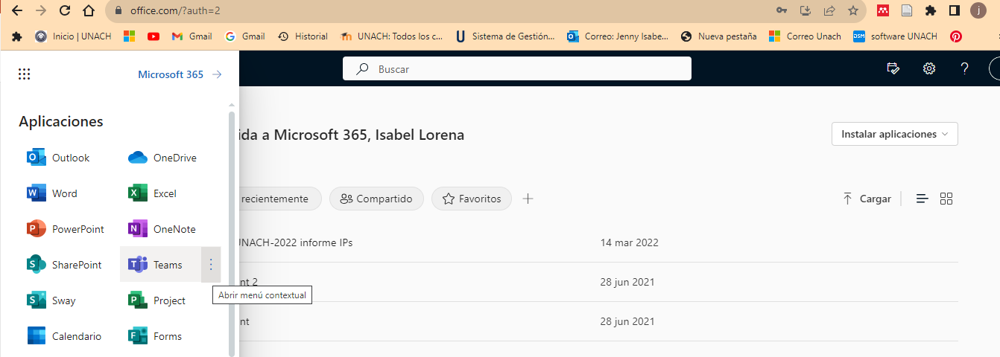 office.com/?auth=2
j
Inicio | UNACH
Gmail
Gmail
Historial
UNACH: Todos los c...
Sistema de Gestión...
Correo: Jenny Isabe...
Nueva pestaña
Correo Unach
software UNACH
Microsoft 365
Buscar
Aplicaciones
ida a Microsoft 365, Isabel Lorena
Instalar aplicaciones
Outlook
OneDrive
Word
Excel
recientemente
Compartido
Favoritos
Cargar
PowerPoint
OneNote
UNACH-2022 informe IPs
14 mar 2022
SharePoint
Teams
nt 2
28 jun 2021
Abrir menú contextual
Sway
Project
nt
28 jun 2021
Calendario
Forms